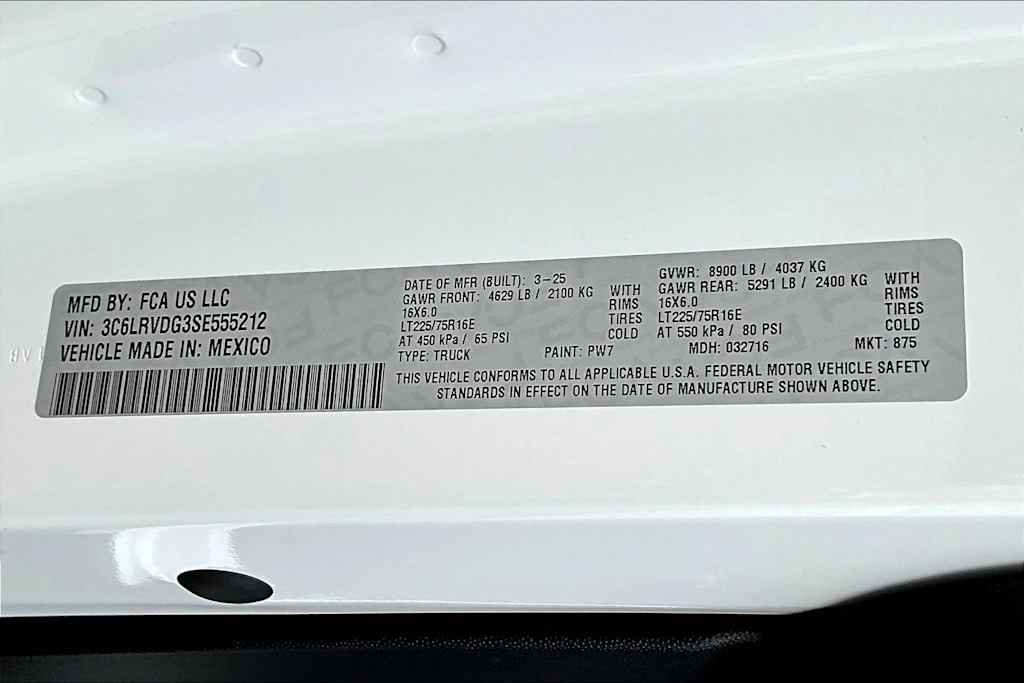 MFD BY: FCA US LLC
VIN: 3C6LRVDG3SE555212
VEHICLE MADE IN: MEXICO
DATE OF MFR (BUILT): 3-25
GAWR FRONT: 4629 LB / 2100 KG WITH
16X6.0 RIMS
LT225/75R16E TIRES
AT 450 kPa / 65 PSI COLD
GVWR: 8900 LB / 4037 KG
GAWR REAR: 5291 LB / 2400 KG WITH
16X6.0 RIMS
LT225/75R16E TIRES
AT 550 kPa / 80 PSI COLD
TYPE: TRUCK PAINT: PW7 MDH: 032716 MKT: 875
THIS VEHICLE CONFORMS TO ALL APPLICABLE U.S.A. FEDERAL MOTOR VEHICLE SAFETY
STANDARDS IN EFFECT ON THE DATE OF MANUFACTURE SHOWN ABOVE.